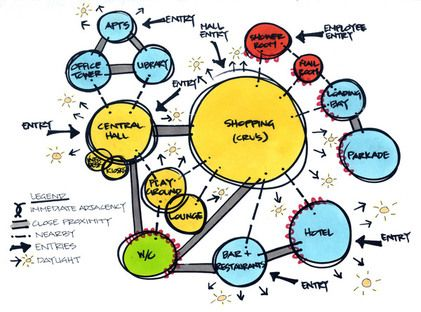 APTS
ENTRY
OFFICE
TOWER
LIBRARY
MALL
ENTRY
SHOWER
ROOM
EMPLOYEE
ENTRY
MAIL
ROOM
LOADING
BAY
PARKADE
ENTRY
ENTRY
CENTRAL
HALL
KIOSK
SHOPPING
(CRUS)
PLAY-
GROUND
LOUNGE
W/C
BAR +
RESTAURANTS
HOTEL
ENTRY
ENTRY
LEGEND:
IMMEDIATE ADJACENCY
CLOSE PROXIMITY
NEARBY
ENTRIES
DAYLIGHT